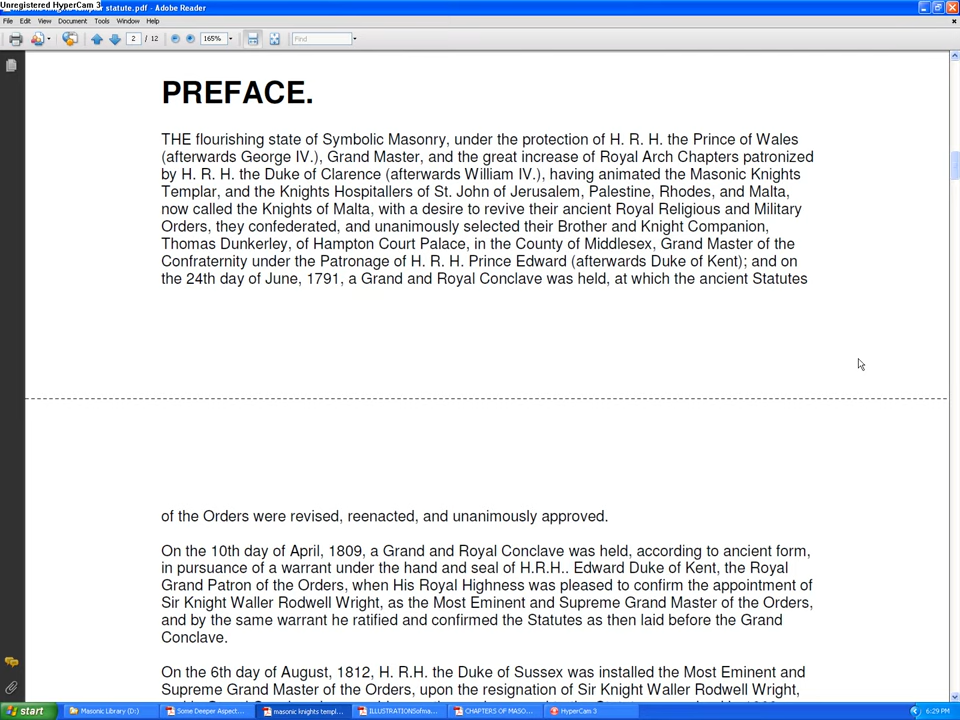 Unregistered HyperCam 3
statute.pdf - Adobe Reader
File Edit View Document Tools Window Help
2 / 12 165% Find
PREFACE.
THE flourishing state of Symbolic Masonry, under the protection of H. R. H. the Prince of Wales
(afterwards George IV.), Grand Master, and the great increase of Royal Arch Chapters patronized
by H. R. H. the Duke of Clarence (afterwards William IV.), having animated the Masonic Knights
Templar, and the Knights Hospitallers of St. John of Jerusalem, Palestine, Rhodes, and Malta,
now called the Knights of Malta, with a desire to revive their ancient Royal Religious and Military
Orders, they confederated, and unanimously selected their Brother and Knight Companion,
Thomas Dunkerley, of Hampton Court Palace, in the County of Middlesex, Grand Master of the
Confraternity under the Patronage of H. R. H. Prince Edward (afterwards Duke of Kent); and on
the 24th day of June, 1791, a Grand and Royal Conclave was held, at which the ancient Statutes
of the Orders were revised, reenacted, and unanimously approved.
On the 10th day of April, 1809, a Grand and Royal Conclave was held, according to ancient form,
in pursuance of a warrant under the hand and seal of H.R.H.. Edward Duke of Kent, the Royal
Grand Patron of the Orders, when His Royal Highness was pleased to confirm the appointment of
Sir Knight Waller Rodwell Wright, as the Most Eminent and Supreme Grand Master of the Orders,
and by the same warrant he ratified and confirmed the Statutes as then laid before the Grand
Conclave.
On the 6th day of August, 1812, H. R.H. the Duke of Sussex was installed the Most Eminent and
Supreme Grand Master of the Orders, upon the resignation of Sir Knight Waller Rodwell Wright,
start Masonic Library (D:) Some Deeper Aspect... masonic knights templ... ILLUSTRATIONSofma... CHAPTERS OF MASO... HyperCam 3 6:29 PM